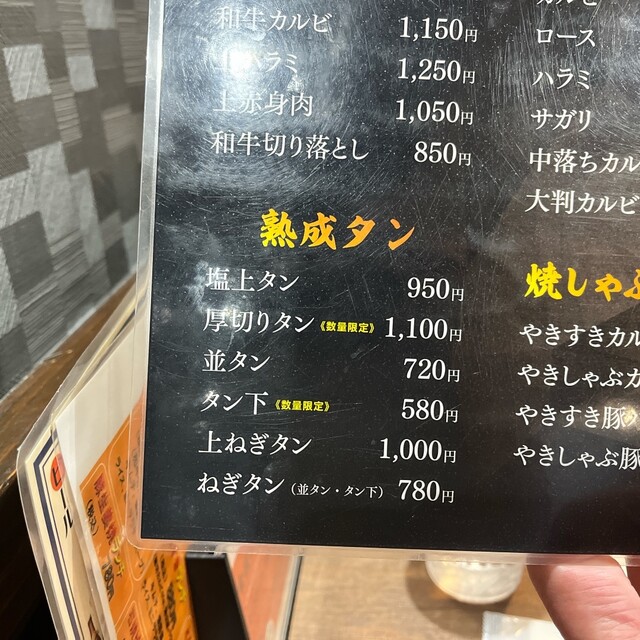 和牛カルビ 1,150円
ハラミ 1,250円
上赤身肉 1,050円
和牛切り落とし 850円
熟成タン
塩上タン 950円
厚切りタン《数量限定》 1,100円
並タン 720円
タン下《数量限定》 580円
上ねぎタン 1,000円
ねぎタン（並タン・タン下） 780円
カルビ
ロース
ハラミ
サガリ
中落ちカル
大判カルビ
焼しゃぶ
やきすきカル
やきしゃぶカ
やきすき豚
やきしゃぶ豚
ビール